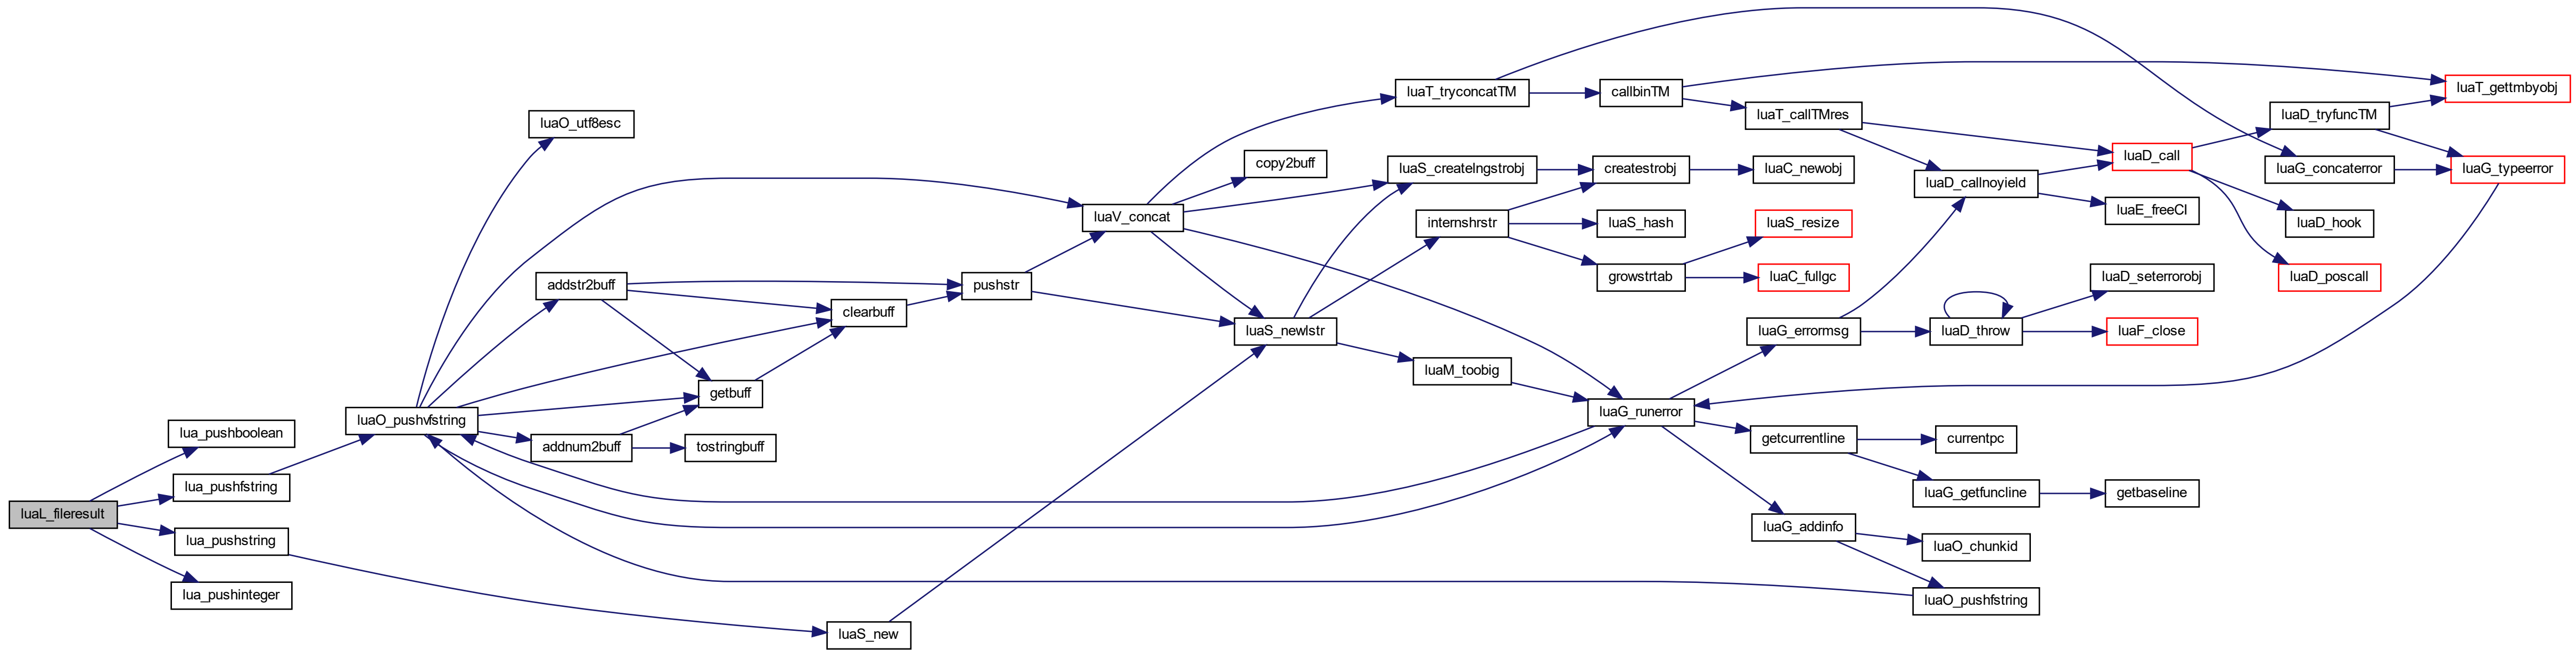 luaL_fileresult
lua_pushboolean
lua_pushfstring
lua_pushstring
lua_pushinteger
luaO_pushvfstring
luaO_utf8esc
addstr2buff
addnum2buff
getbuff
tostringbuff
clearbuff
luaS_new
pushstr
luaV_concat
copy2buff
luaS_newlstr
luaT_tryconcatTM
luaS_createlngstrobj
internshrstr
luaM_toobig
callbinTM
createstrobj
luaS_hash
growstrtab
luaG_runerror
luaT_callTMres
luaC_newobj
luaS_resize
luaC_fullgc
luaG_errormsg
getcurrentline
luaG_addinfo
luaD_callnoyield
luaD_throw
currentpc
luaG_getfuncline
luaO_chunkid
luaO_pushfstring
luaD_call
luaE_freeCI
luaD_seterrorobj
luaF_close
getbaseline
luaD_tryfuncTM
luaG_concaterror
luaD_hook
luaD_poscall
luaT_gettmbyobj
luaG_typeerror